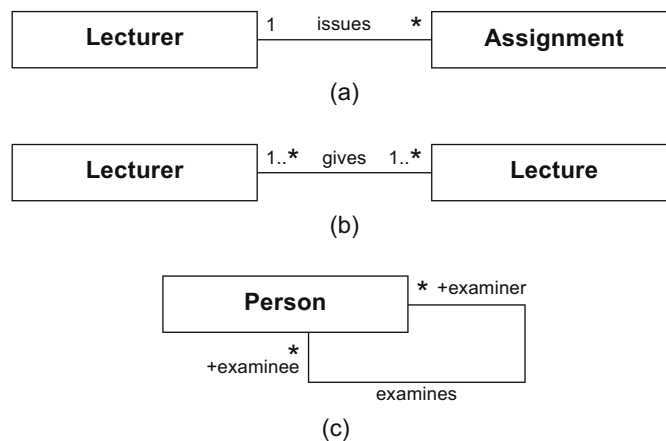 Lecturer 1 issues * Assignment
(a)
Lecturer 1..* gives 1..* Lecture
(b)
Person * +examiner
*
+examinee
examines
(c)